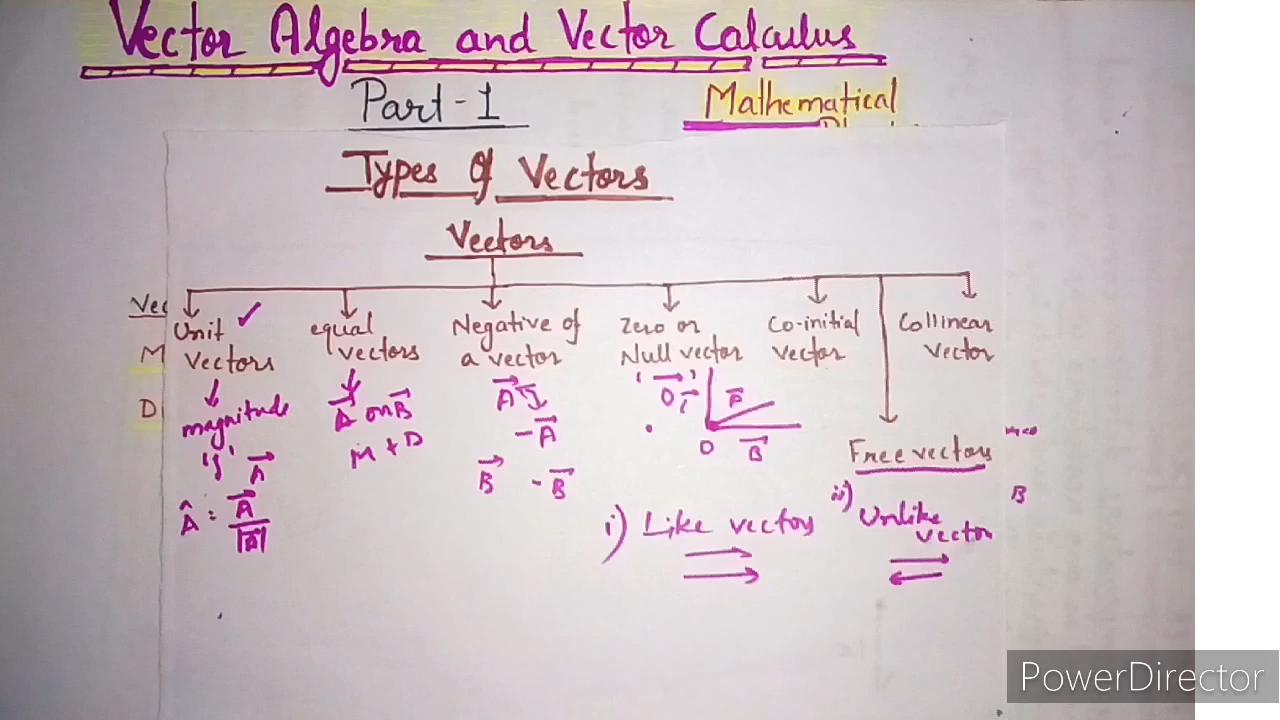 Vector Algebra and Vector Calculus
Part-1
Mathematical
Types Of Vectors
Vectors
Vec
M
D
Unit
vectors
equal
vectors
Negative of
a vector
Zero or
Null vector
Co-initial
vector
Collinear
vector
magnitude
A
Â = A / |A|
A on B
M & D
A
-A
B -B
O
A
B
Free vectors
B
i) Like vectors
ii) Unlike
vector
PowerDirector